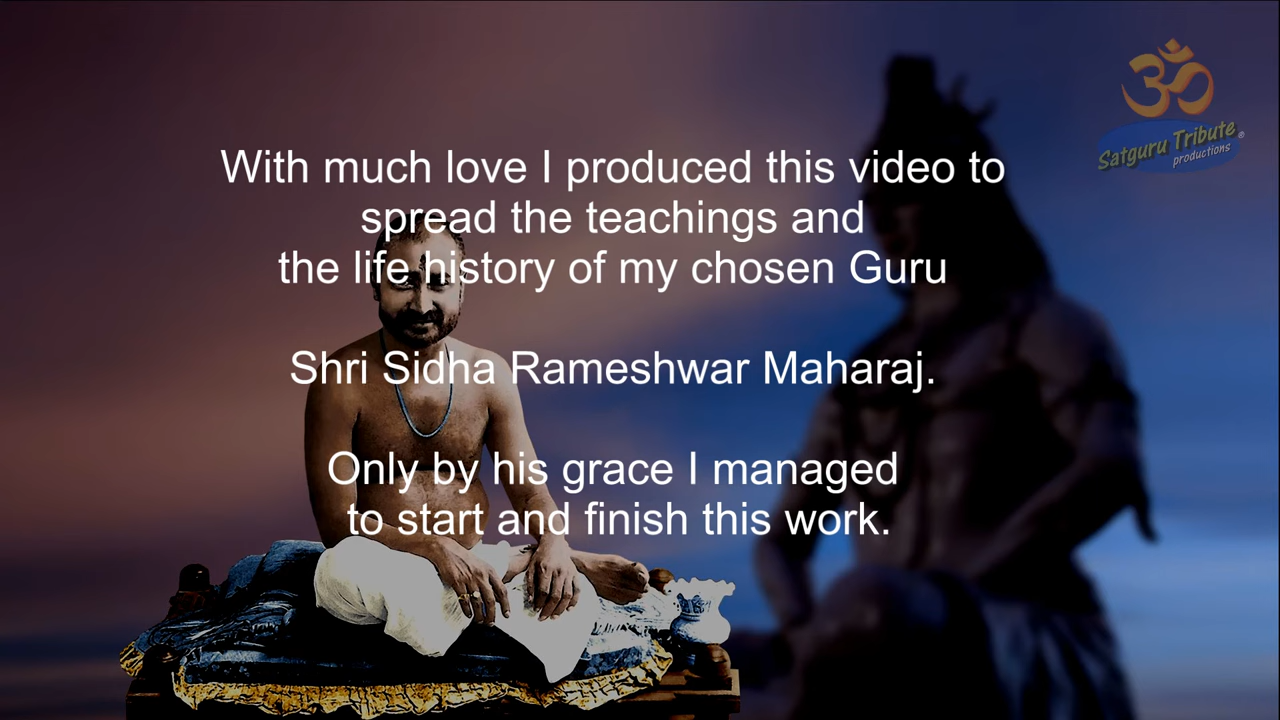 With much love I produced this video to
spread the teachings and
the life history of my chosen Guru
Shri Sidha Rameshwar Maharaj.
Only by his grace I managed
to start and finish this work.
ॐ
Satguru Tribute®
productions